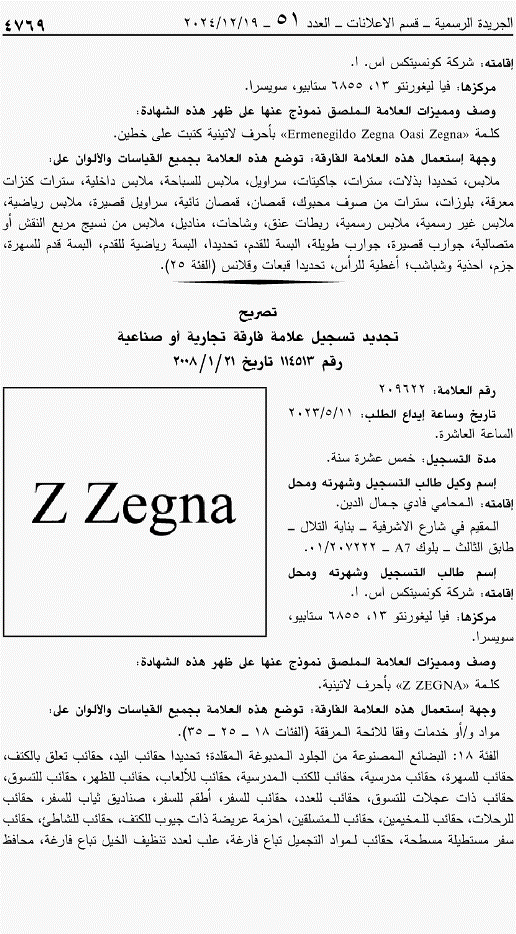 الجريدة الرسمية ــ قسم الاعلانات ــ العدد ٥١ ــ ٢٠٢٤/١٢/١٩
٤٧٦٩
إقامته: شركة كونسيتكس اس. ا.
مركزها: فيا ليغورنتو ١٣، ٦٨٥٥ ستابيو، سويسرا.
وصف ومميزات العلامة الملصق نموذج عنها على ظهر هذه الشهادة:
كلمة «Ermenegildo Zegna Oasi Zegna» بأحرف لاتينية كتبت على خطين.
وجهة إستعمال هذه العلامة الفارقة: توضع هذه العلامة بجميع القياسات والألوان على:
ملابس، تحديدا بذلات، سترات، جاكيتات، سراويل، ملابس للسباحة، ملابس داخلية، سترات كنزات
معرقة، بلوزات، سترات من صوف محبوك، قمصان، قمصان تائية، سراويل قصيرة، ملابس رياضية،
ملابس غير رسمية، ملابس رسمية، ربطات عنق، وشاحات، مناديل، ملابس من نسيج مربع النقش أو
متصالبة، جوارب قصيرة، جوارب طويلة، البسة للقدم، تحديدا، البسة رياضية للقدم، البسة قدم للسهرة،
جزم، احذية وشباشب؛ أغطية للرأس، تحديدا قبعات وقلانس (الفئة ٢٥).
تصريح
تجديد تسجيل علامة فارقة تجارية أو صناعية
رقم ١١٤٥١٣ تاريخ ٢٠٠٨/١/٢١
رقم العلامة: ٢٠٩٦٢٢
تاريخ وساعة إيداع الطلب: ٢٠٢٣/٥/١١
الساعة العاشرة.
مدة التسجيل: خمس عشرة سنة.
إسم وكيل طالب التسجيل وشهرته ومحل
إقامته: المحامي فادي جمال الدين.
المقيم في شارع الاشرفية ــ بناية التلال ــ
طابق الثالث ــ بلوك A7 ــ ٠١/٢٠٧٢٢٢.
إسم طالب التسجيل وشهرته ومحل
إقامته: شركة كونسيتكس اس. ا.
مركزها: فيا ليغورنتو ١٣، ٦٨٥٥ ستابيو،
سويسرا.
Z Zegna
وصف ومميزات العلامة الملصق نموذج عنها على ظهر هذه الشهادة:
كلمة «Z ZEGNA» بأحرف لاتينية.
وجهة إستعمال هذه العلامة الفارقة: توضع هذه العلامة بجميع القياسات والألوان على:
مواد و/أو خدمات وفقا للائحة المرفقة (الفئات ١٨ ــ ٢٥ ــ ٣٥).
الفئة ١٨: البضائع المصنوعة من الجلود المدبوغة المقلدة؛ تحديدا حقائب اليد، حقائب تعلق بالكتف،
حقائب للسهرة، حقائب مدرسية، حقائب للكتب المدرسية، حقائب للألعاب، حقائب للظهر، حقائب للتسوق،
حقائب ذات عجلات للتسوق، حقائب للعدد، حقائب للسفر، أطقم للسفر، صناديق ثياب للسفر، حقائب
للرحلات، حقائب للمخيمين، حقائب للمتسلقين، احزمة عريضة ذات جيوب للكتف، حقائب للشاطئ، حقائب
سفر مستطيلة مسطحة، حقائب لمواد التجميل تباع فارغة، علب لعدد تنظيف الخيل تباع فارغة، محافظ